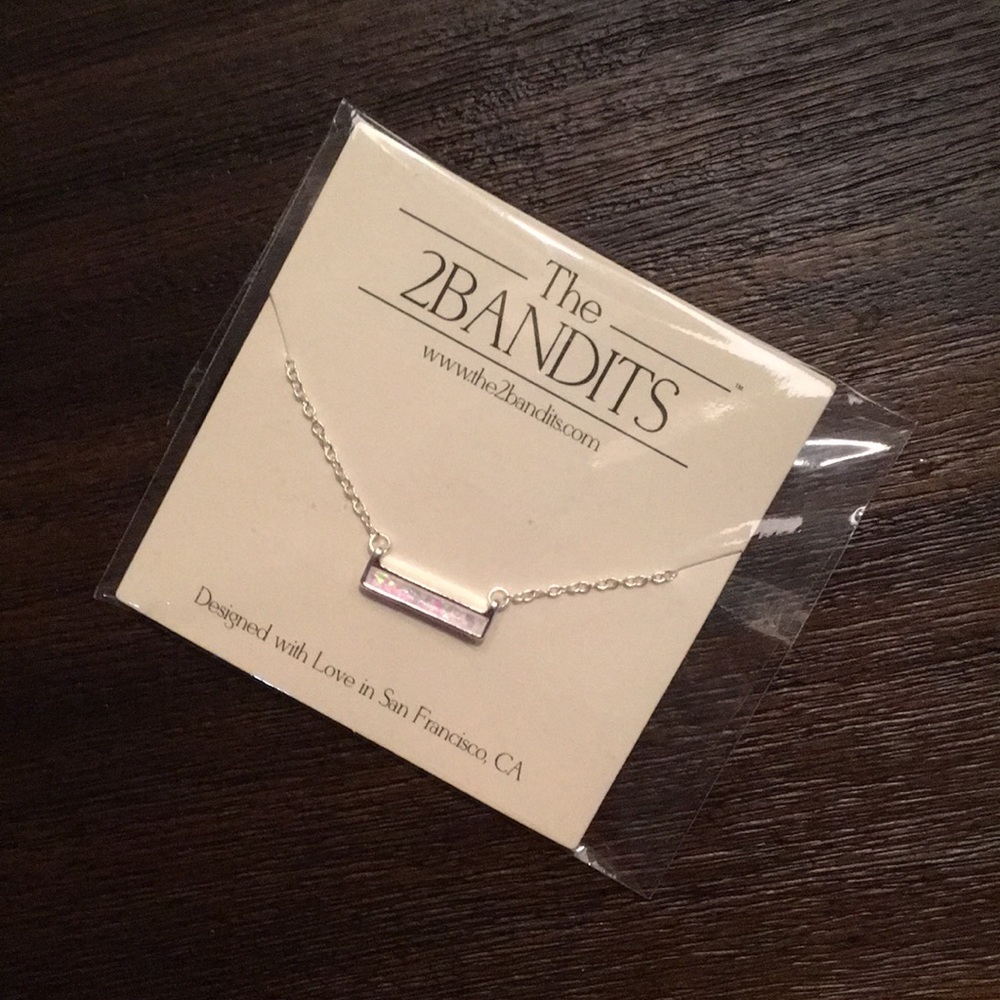 The
2BANDITS
™
www.the2bandits.com
Designed with Love in San Francisco, CA